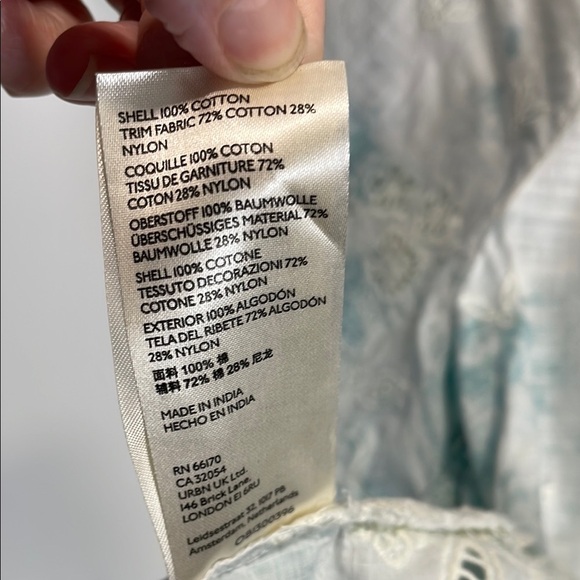 SHELL 100% COTTON
TRIM FABRIC 72% COTTON 28%
NYLON
COQUILLE 100% COTON
TISSU DE GARNITURE 72%
COTON 28% NYLON
OBERSTOFF 100% BAUMWOLLE
ÜBERSCHÜSSIGES MATERIAL 72%
BAUMWOLLE 28% NYLON
SHELL 100% COTONE
TESSUTO DECORAZIONI 72%
COTONE 28% NYLON
EXTERIOR 100% ALGODÓN
TELA DEL RIBETE 72% ALGODÓN
28% NYLON
面料 100% 棉
辅料 72% 棉 28% 尼龙
MADE IN INDIA
HECHO EN INDIA
RN 66170
CA 32054
URBN UK Ltd.
146 Brick Lane,
LONDON E1 6RU
Leidsestraat 32, 1017 PB
Amsterdam, Netherlands
OB1300396